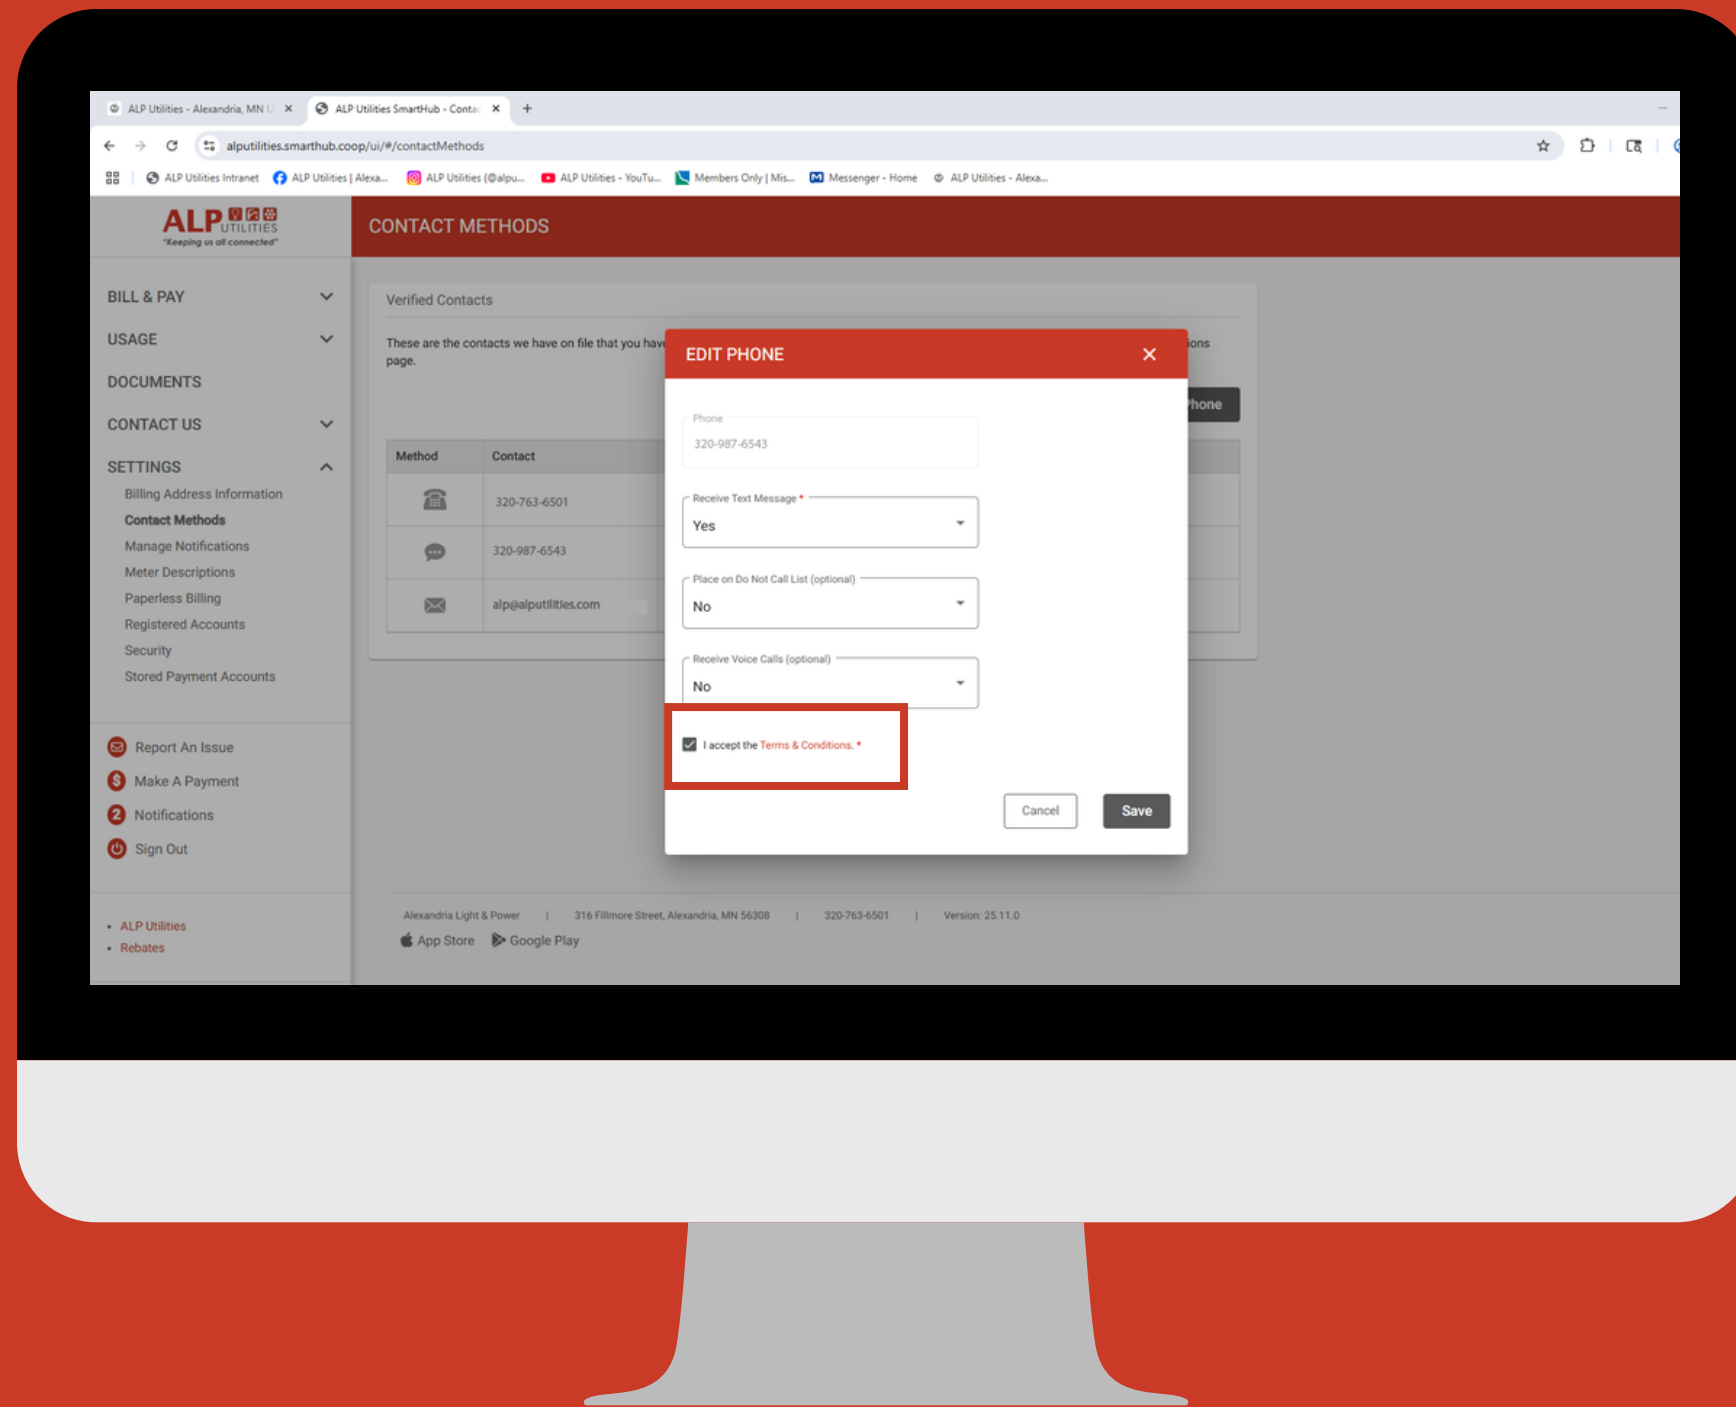 ALP Utilities - Alexandria, MN U
ALP Utilities SmartHub - Contac
alputilities.smarthub.coop/ui/#/contactMethods
ALP Utilities Intranet
ALP Utilities | Alexa...
ALP Utilities (@alpu...
ALP Utilities - YouTu...
Members Only | Mis...
Messenger - Home
ALP Utilities - Alexa...
ALP UTILITIES
"Keeping us all connected"
CONTACT METHODS
BILL & PAY
USAGE
DOCUMENTS
CONTACT US
SETTINGS
Billing Address Information
Contact Methods
Manage Notifications
Meter Descriptions
Paperless Billing
Registered Accounts
Security
Stored Payment Accounts
Report An Issue
Make A Payment
2 Notifications
Sign Out
• ALP Utilities
• Rebates
Verified Contacts
These are the contacts we have on file that you have
ions
page.
Phone
Method Contact
320-763-6501
320-987-6543
alp@alputilities.com
EDIT PHONE
Phone
320-987-6543
Receive Text Message *
Yes
Place on Do Not Call List (optional)
No
Receive Voice Calls (optional)
No
I accept the Terms & Conditions. *
Cancel
Save
Alexandria Light & Power | 316 Fillmore Street, Alexandria, MN 56308 | 320-763-6501 | Version: 25.11.0
App Store Google Play